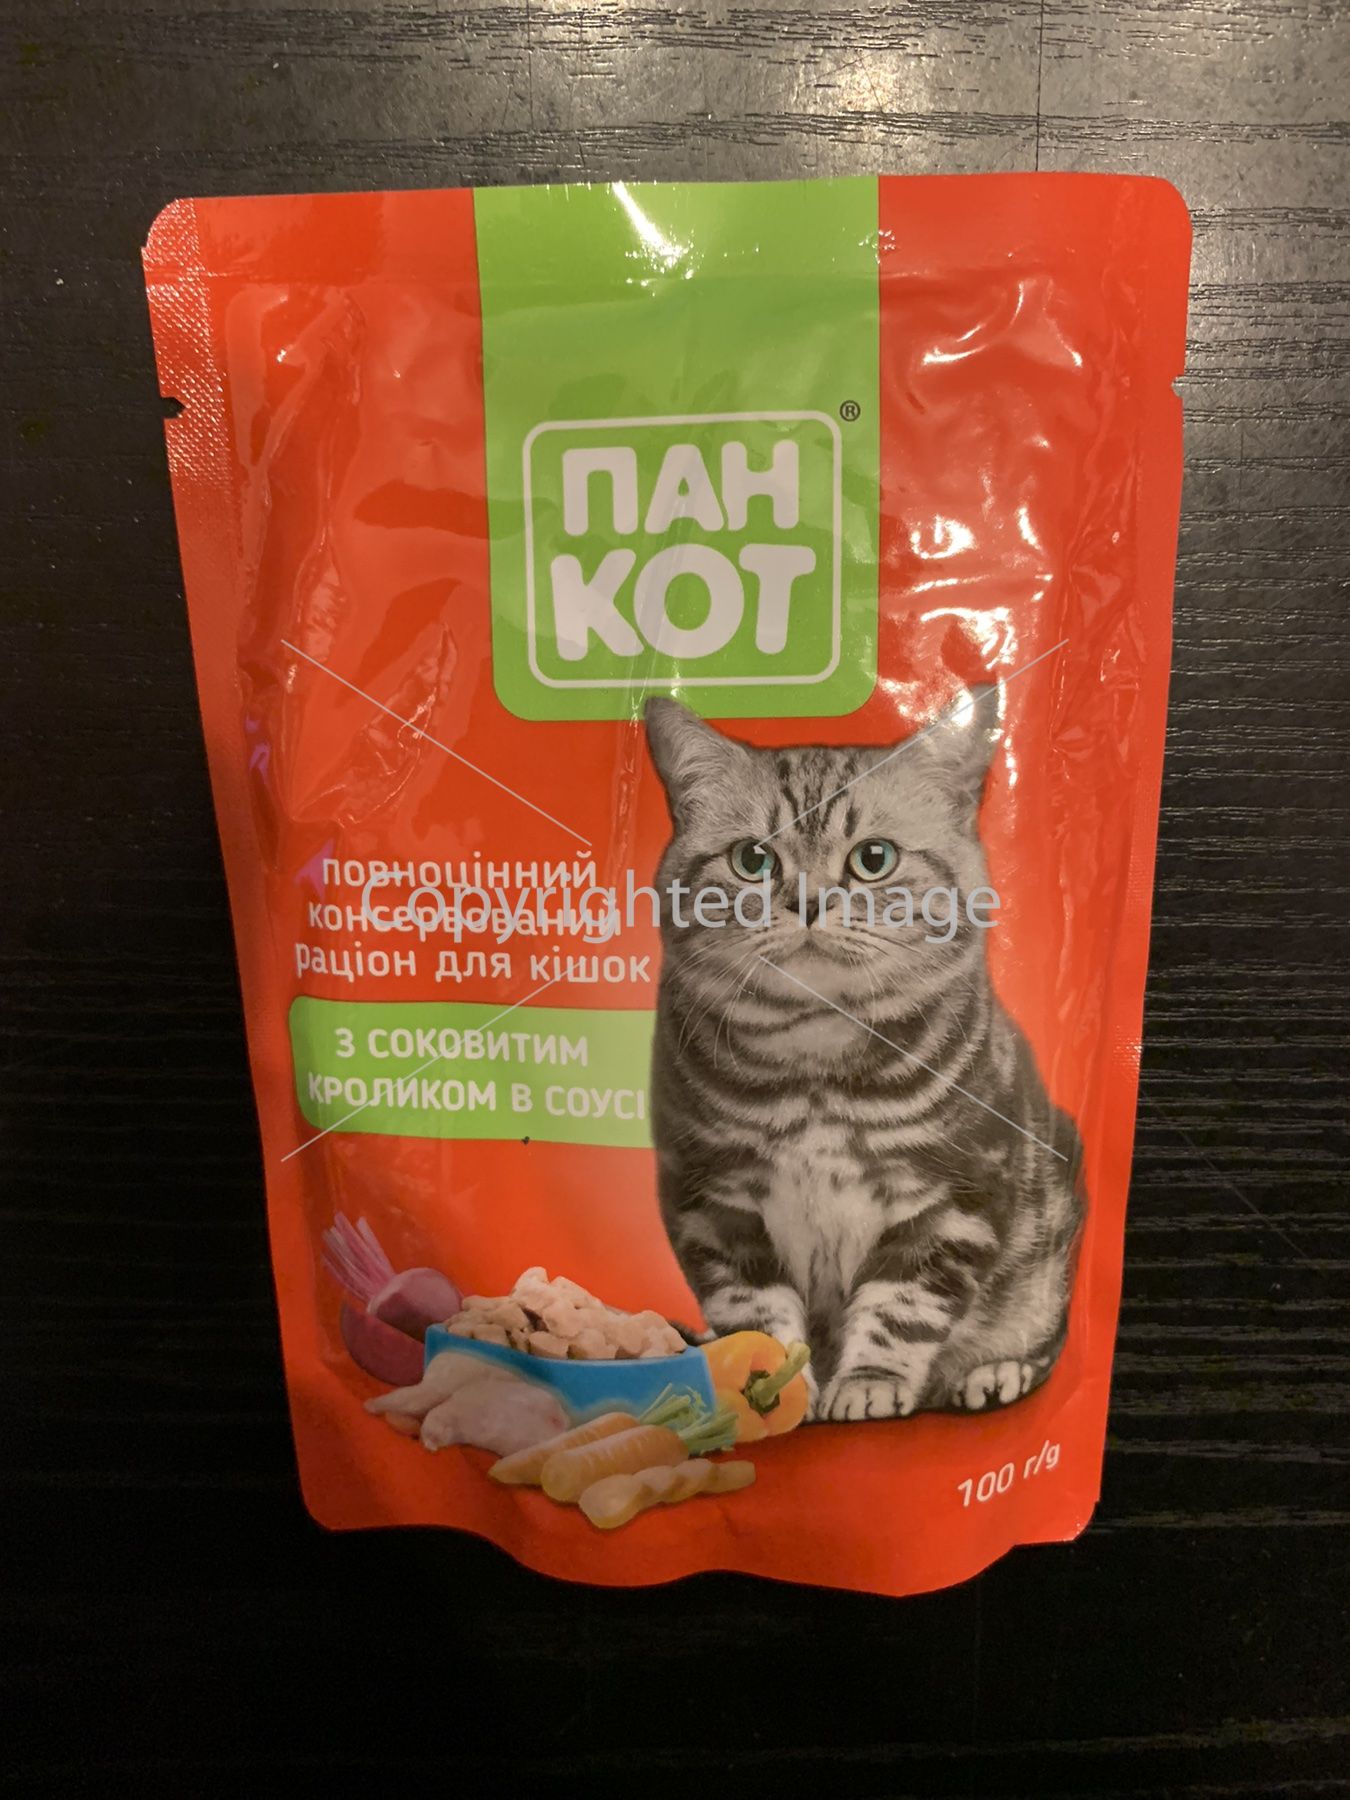 ПАН
КОТ
®
повноцінний
консервований
раціон для кішок
З СОКОВИТИМ
КРОЛИКОМ В СОУСІ
100 г/g
Copyrighted Image